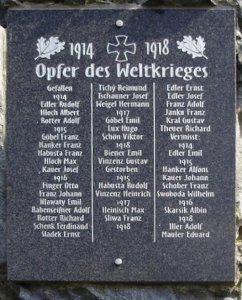 1914 1918
Opfer des Weltkrieges
Gefallen
1914
Edler Rudolf
Hloch Albert
Rotter Adolf
1915
Göbel Franz
Hanker Franz
Habusta Franz
Hloch Max
Kauer Josef
1916
Finger Otto
Franz Johann
Hlawaty Emil
Rabenseifner Adolf
Rotter Richard
Schenk Ferdinand
Sladek Ernst
Tichý Reimund
Tschauner Josef
Weigel Hermann
1917
Göbel Emil
Lux Hugo
Schön Viktor
1918
Biener Emil
Vinzenz Gustav
Gestorben
1915
Habusta Rudolf
Vinzenz Heinrich
1917
Heinisch Max
Sliwa Franz
1918
Edler Ernst
Edler Josef
Franz Adolf
Janku Franz
Kral Gustav
Theuer Richard
Vermist:
1914
Edler Emil
1915
Hanker Alfons
Kauer Johann
Schober Franz
Swoboda Wilhelm
1916
Skarsik Albin
1918
Iller Adolf
Mauler Eduard